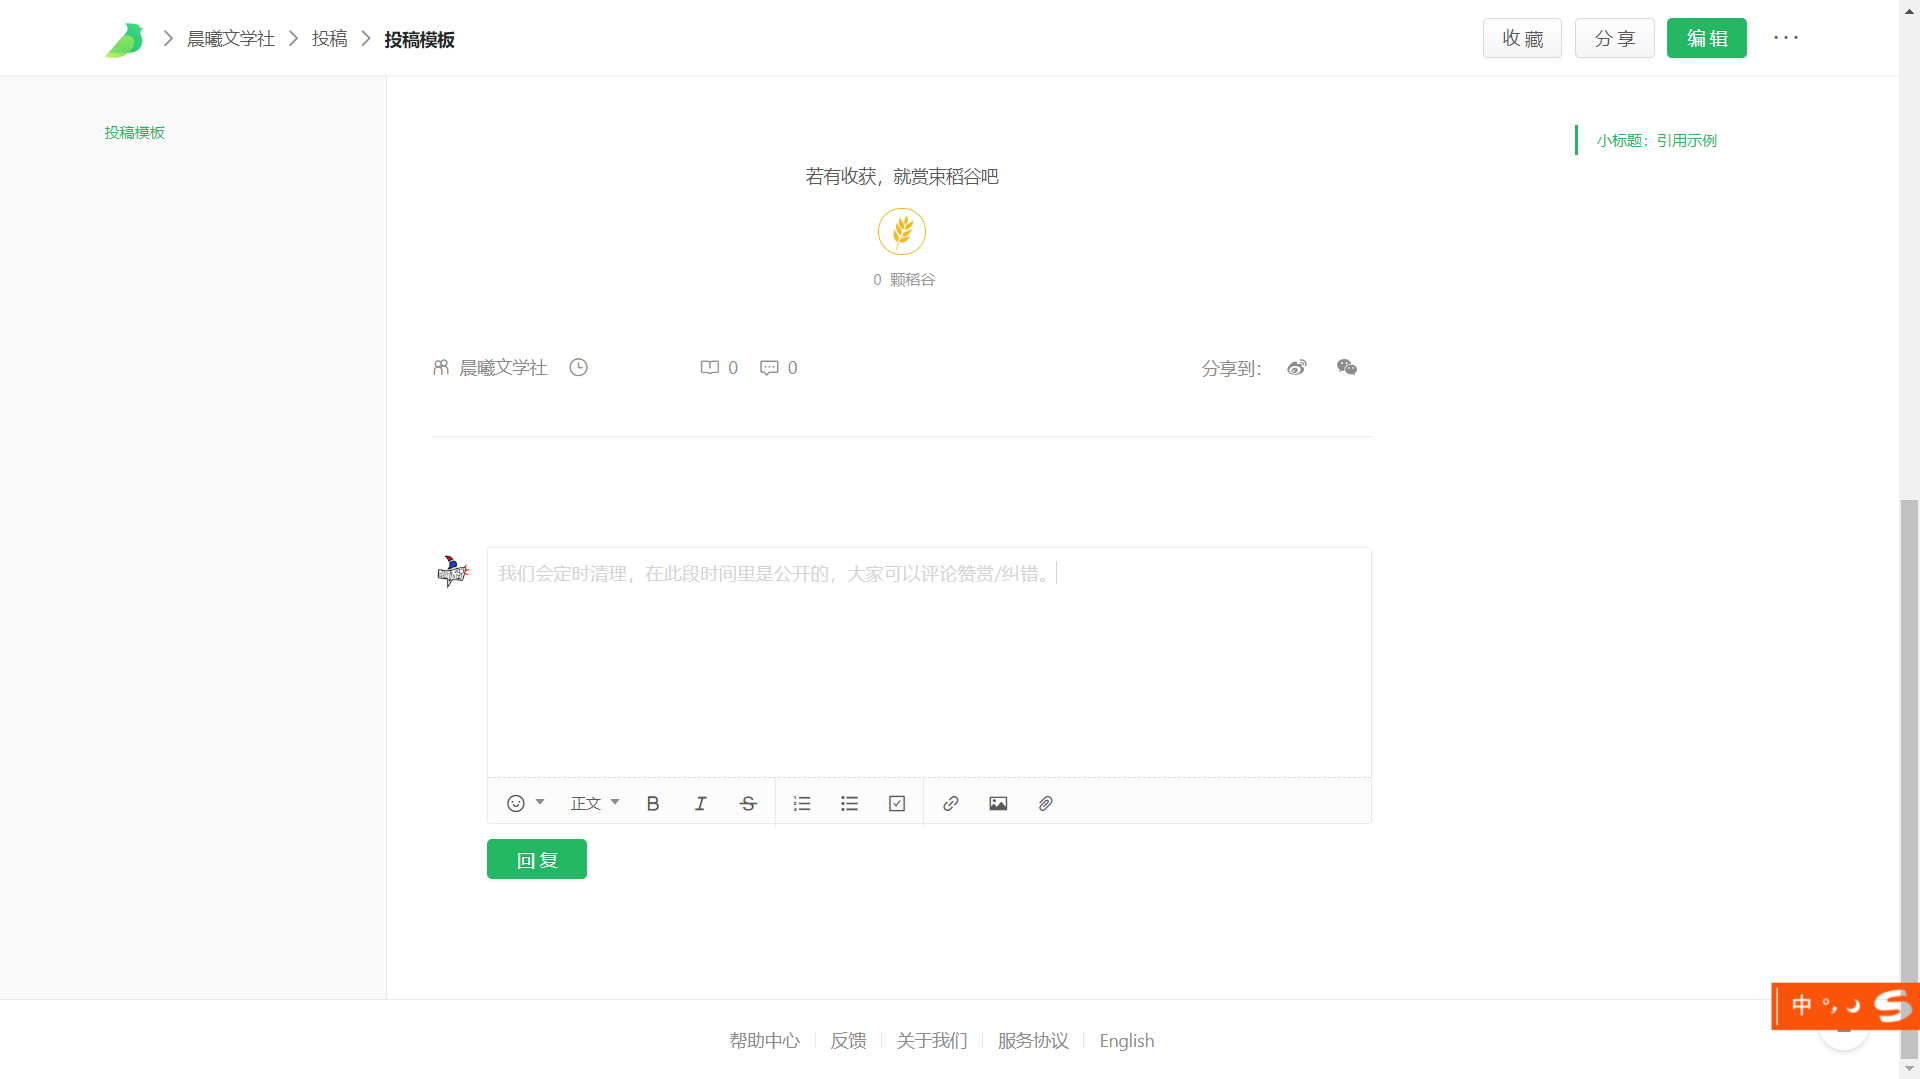 晨曦文学社 投稿 投稿模板
收藏 分享 编辑 ···
投稿模板
小标题：引用示例
若有收获，就赏束稻谷吧
0 颗稻谷
晨曦文学社 0 0 分享到：
我们会定时清理，在此段时间里是公开的，大家可以评论赞赏/纠错。
正文 B I S
回复
中 °,
帮助中心 反馈 关于我们 服务协议 English